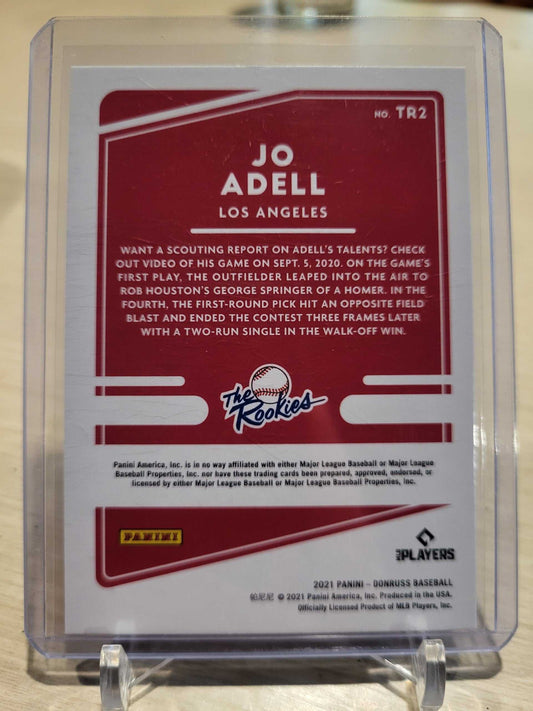 NO. TR2
JO
ADELL
LOS ANGELES
WANT A SCOUTING REPORT ON ADELL'S TALENTS? CHECK
OUT VIDEO OF HIS GAME ON SEPT. 5, 2020. ON THE GAME'S
FIRST PLAY, THE OUTFIELDER LEAPED INTO THE AIR TO
ROB HOUSTON'S GEORGE SPRINGER OF A HOMER. IN THE
FOURTH, THE FIRST-ROUND PICK HIT AN OPPOSITE FIELD
BLAST AND ENDED THE CONTEST THREE FRAMES LATER
WITH A TWO-RUN SINGLE IN THE WALK-OFF WIN.
The
Rookies
Panini America, Inc. is in no way affiliated with either Major League Baseball or Major League
Baseball Properties, Inc. nor have these trading cards been prepared, approved, endorsed, or
licensed by either Major League Baseball or Major League Baseball Properties, Inc.
PANINI
MLB PLAYERS
2021 PANINI – DONRUSS BASEBALL
© 2021 Panini America, Inc. Produced in the USA.
Officially Licensed Product of MLB Players, Inc.